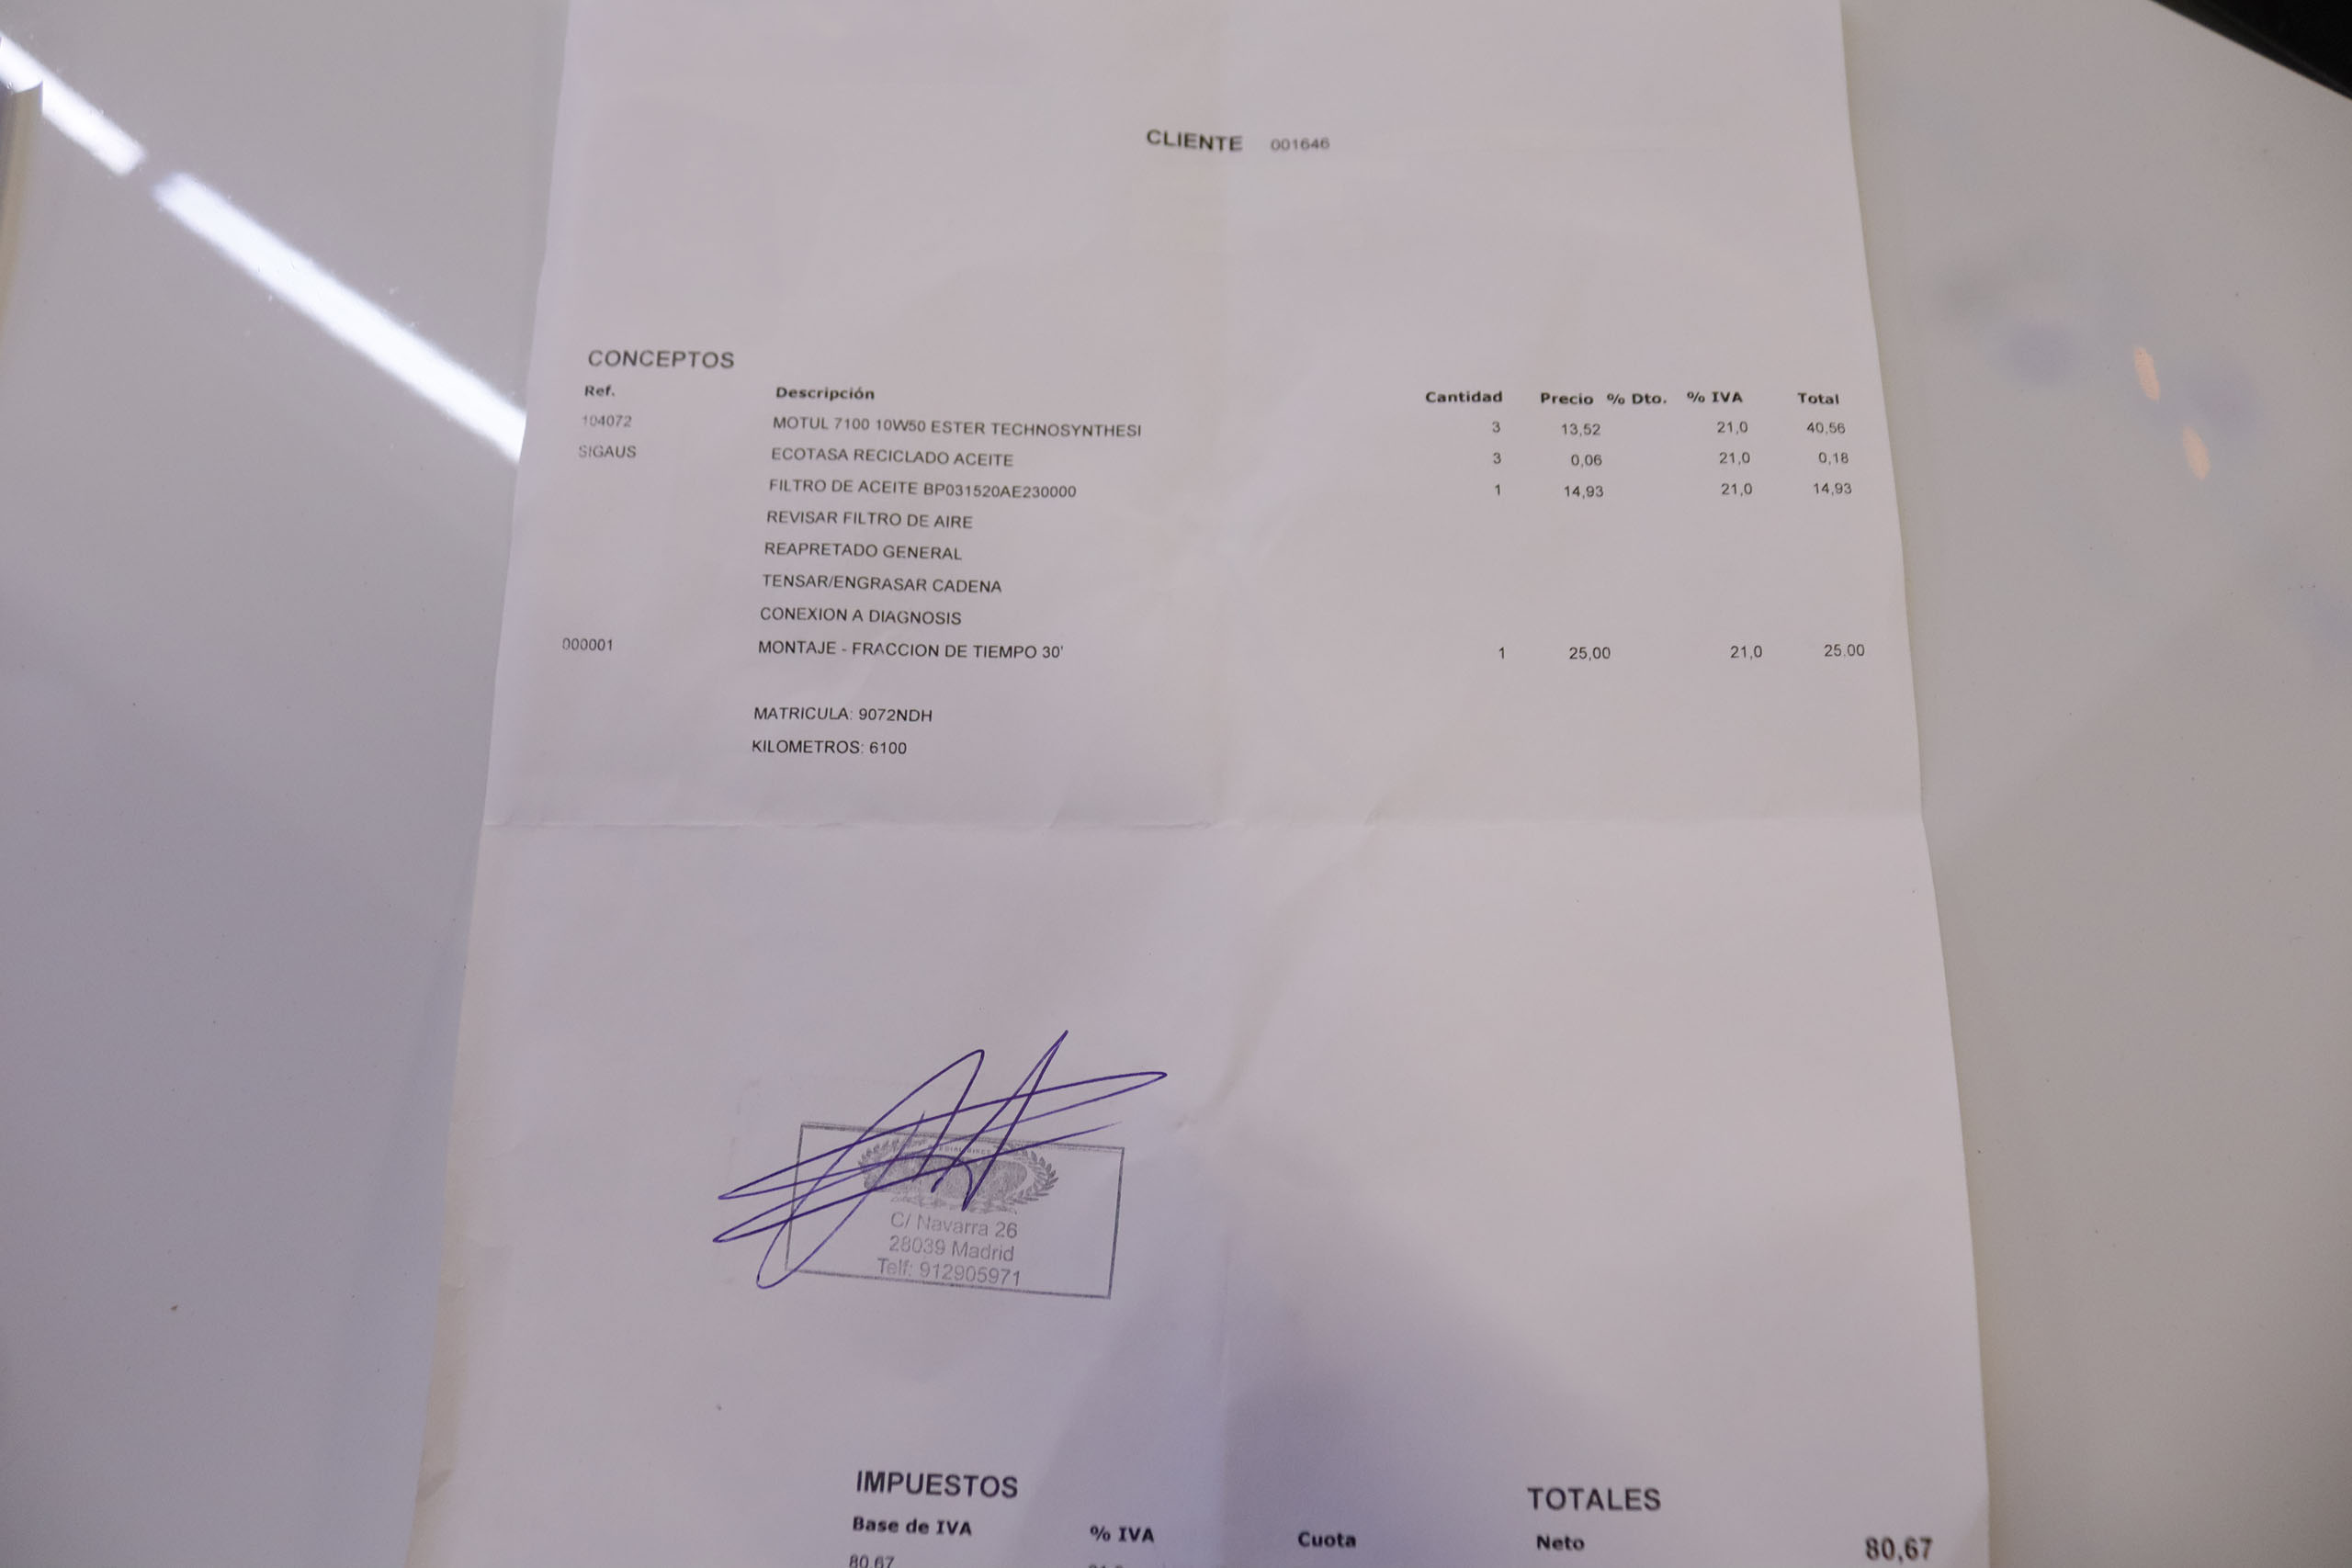 CLIENTE 001646
CONCEPTOS
Ref. Descripción Cantidad Precio % Dto. % IVA Total
104072 MOTUL 7100 10W50 ESTER TECHNOSYNTHESI 3 13,52 21,0 40,56
SIGAUS ECOTASA RECICLADO ACEITE 3 0,06 21,0 0,18
FILTRO DE ACEITE BP031520AE230000 1 14,93 21,0 14,93
REVISAR FILTRO DE AIRE
REAPRETADO GENERAL
TENSAR/ENGRASAR CADENA
CONEXION A DIAGNOSIS
000001 MONTAJE - FRACCION DE TIEMPO 30' 1 25,00 21,0 25,00
MATRICULA: 9072NDH
KILOMETROS: 6100
C/ Navarra 26
28039 Madrid
Telf: 912905971
IMPUESTOS
TOTALES
Base de IVA % IVA Cuota Neto 80,67
80,67